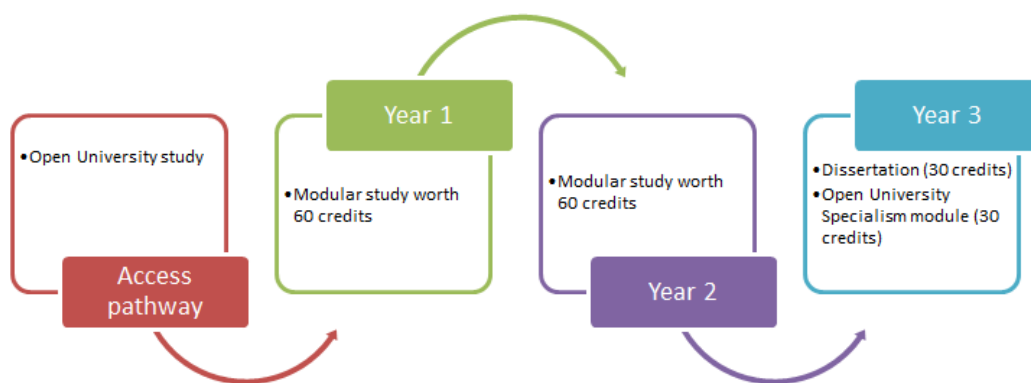 •Open University study
Access
pathway
Year 1
•Modular study worth
60 credits
•Modular study worth
60 credits
Year 2
Year 3
•Dissertation (30 credits)
•Open University
Specialism module (30
credits)